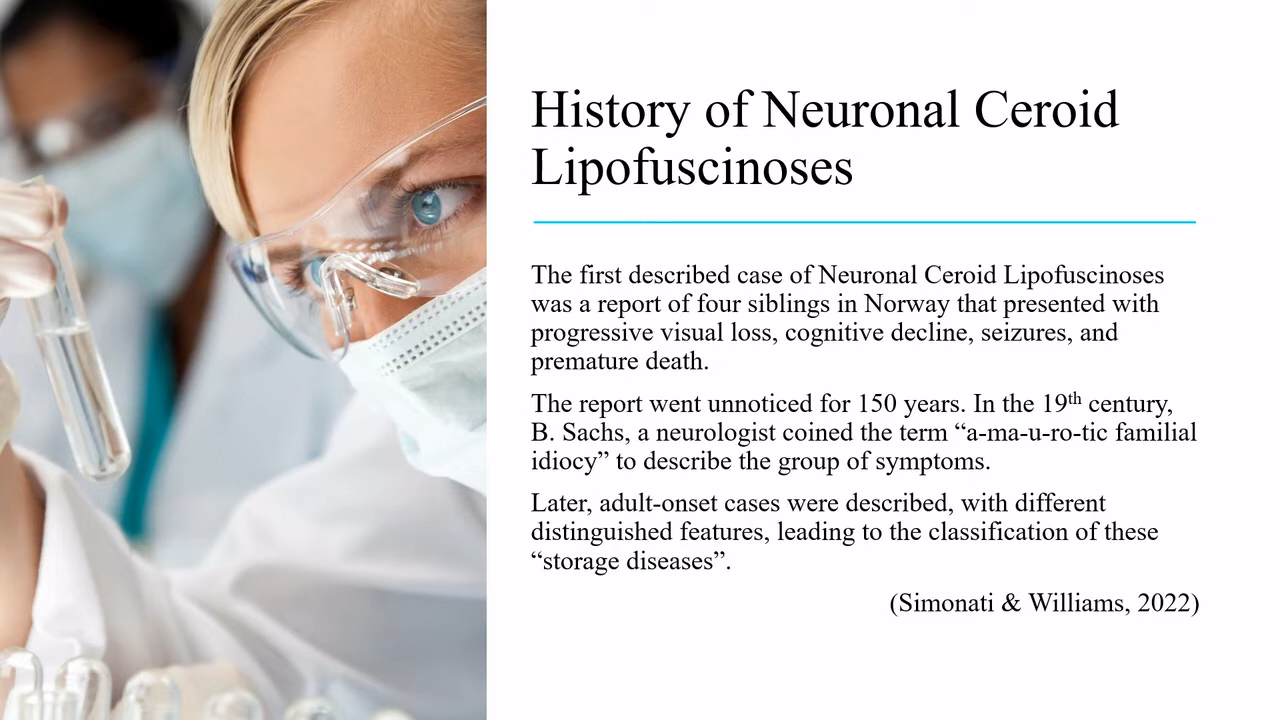 History of Neuronal Ceroid
Lipofuscinoses
The first described case of Neuronal Ceroid Lipofuscinoses
was a report of four siblings in Norway that presented with
progressive visual loss, cognitive decline, seizures, and
premature death.
The report went unnoticed for 150 years. In the 19th century,
B. Sachs, a neurologist coined the term “a-ma-u-ro-tic familial
idiocy” to describe the group of symptoms.
Later, adult-onset cases were described, with different
distinguished features, leading to the classification of these
“storage diseases”.
(Simonati & Williams, 2022)